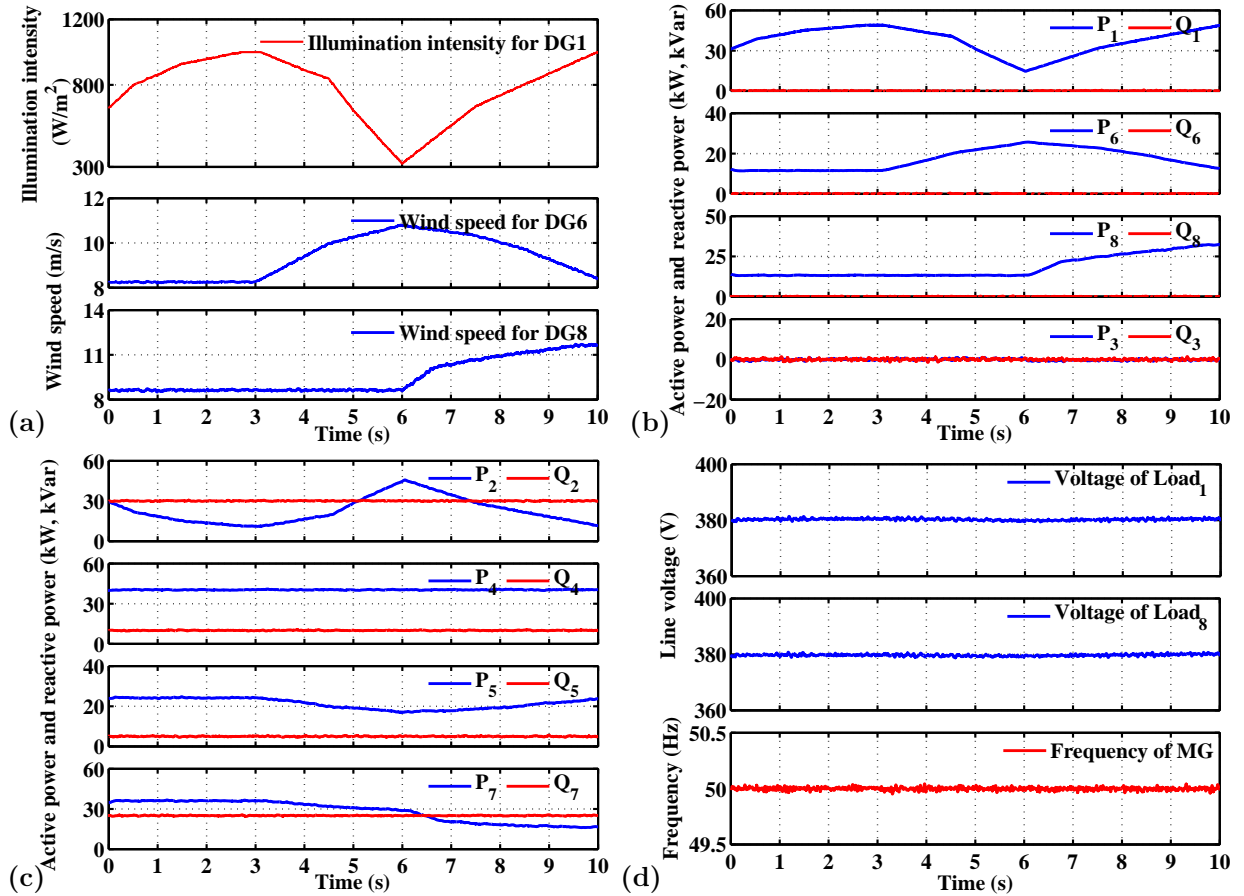 Illumination intensity
(W/m²)
1200
800
300
Illumination intensity for DG1
Wind speed (m/s)
12
10
8
Wind speed for DG6
14
11
8
Wind speed for DG8
0 1 2 3 4 5 6 7 8 9 10
Time (s)
(a)
Active power and reactive power (kW, kVar)
60
30
0
P₁ Q₁
40
20
0
P₆ Q₆
50
25
0
P₈ Q₈
20
0
−20
P₃ Q₃
0 1 2 3 4 5 6 7 8 9 10
Time (s)
(b)
Active power and reactive power (kW, kVar)
60
30
0
P₂ Q₂
60
30
0
P₄ Q₄
40
20
0
P₅ Q₅
60
30
0
P₇ Q₇
0 1 2 3 4 5 6 7 8 9 10
Time (s)
(c)
Line voltage (V)
400
380
360
Voltage of Load₁
400
380
360
Voltage of Load₈
Frequency (Hz)
50.5
50
49.5
Frequency of MG
0 1 2 3 4 5 6 7 8 9 10
Time (s)
(d)